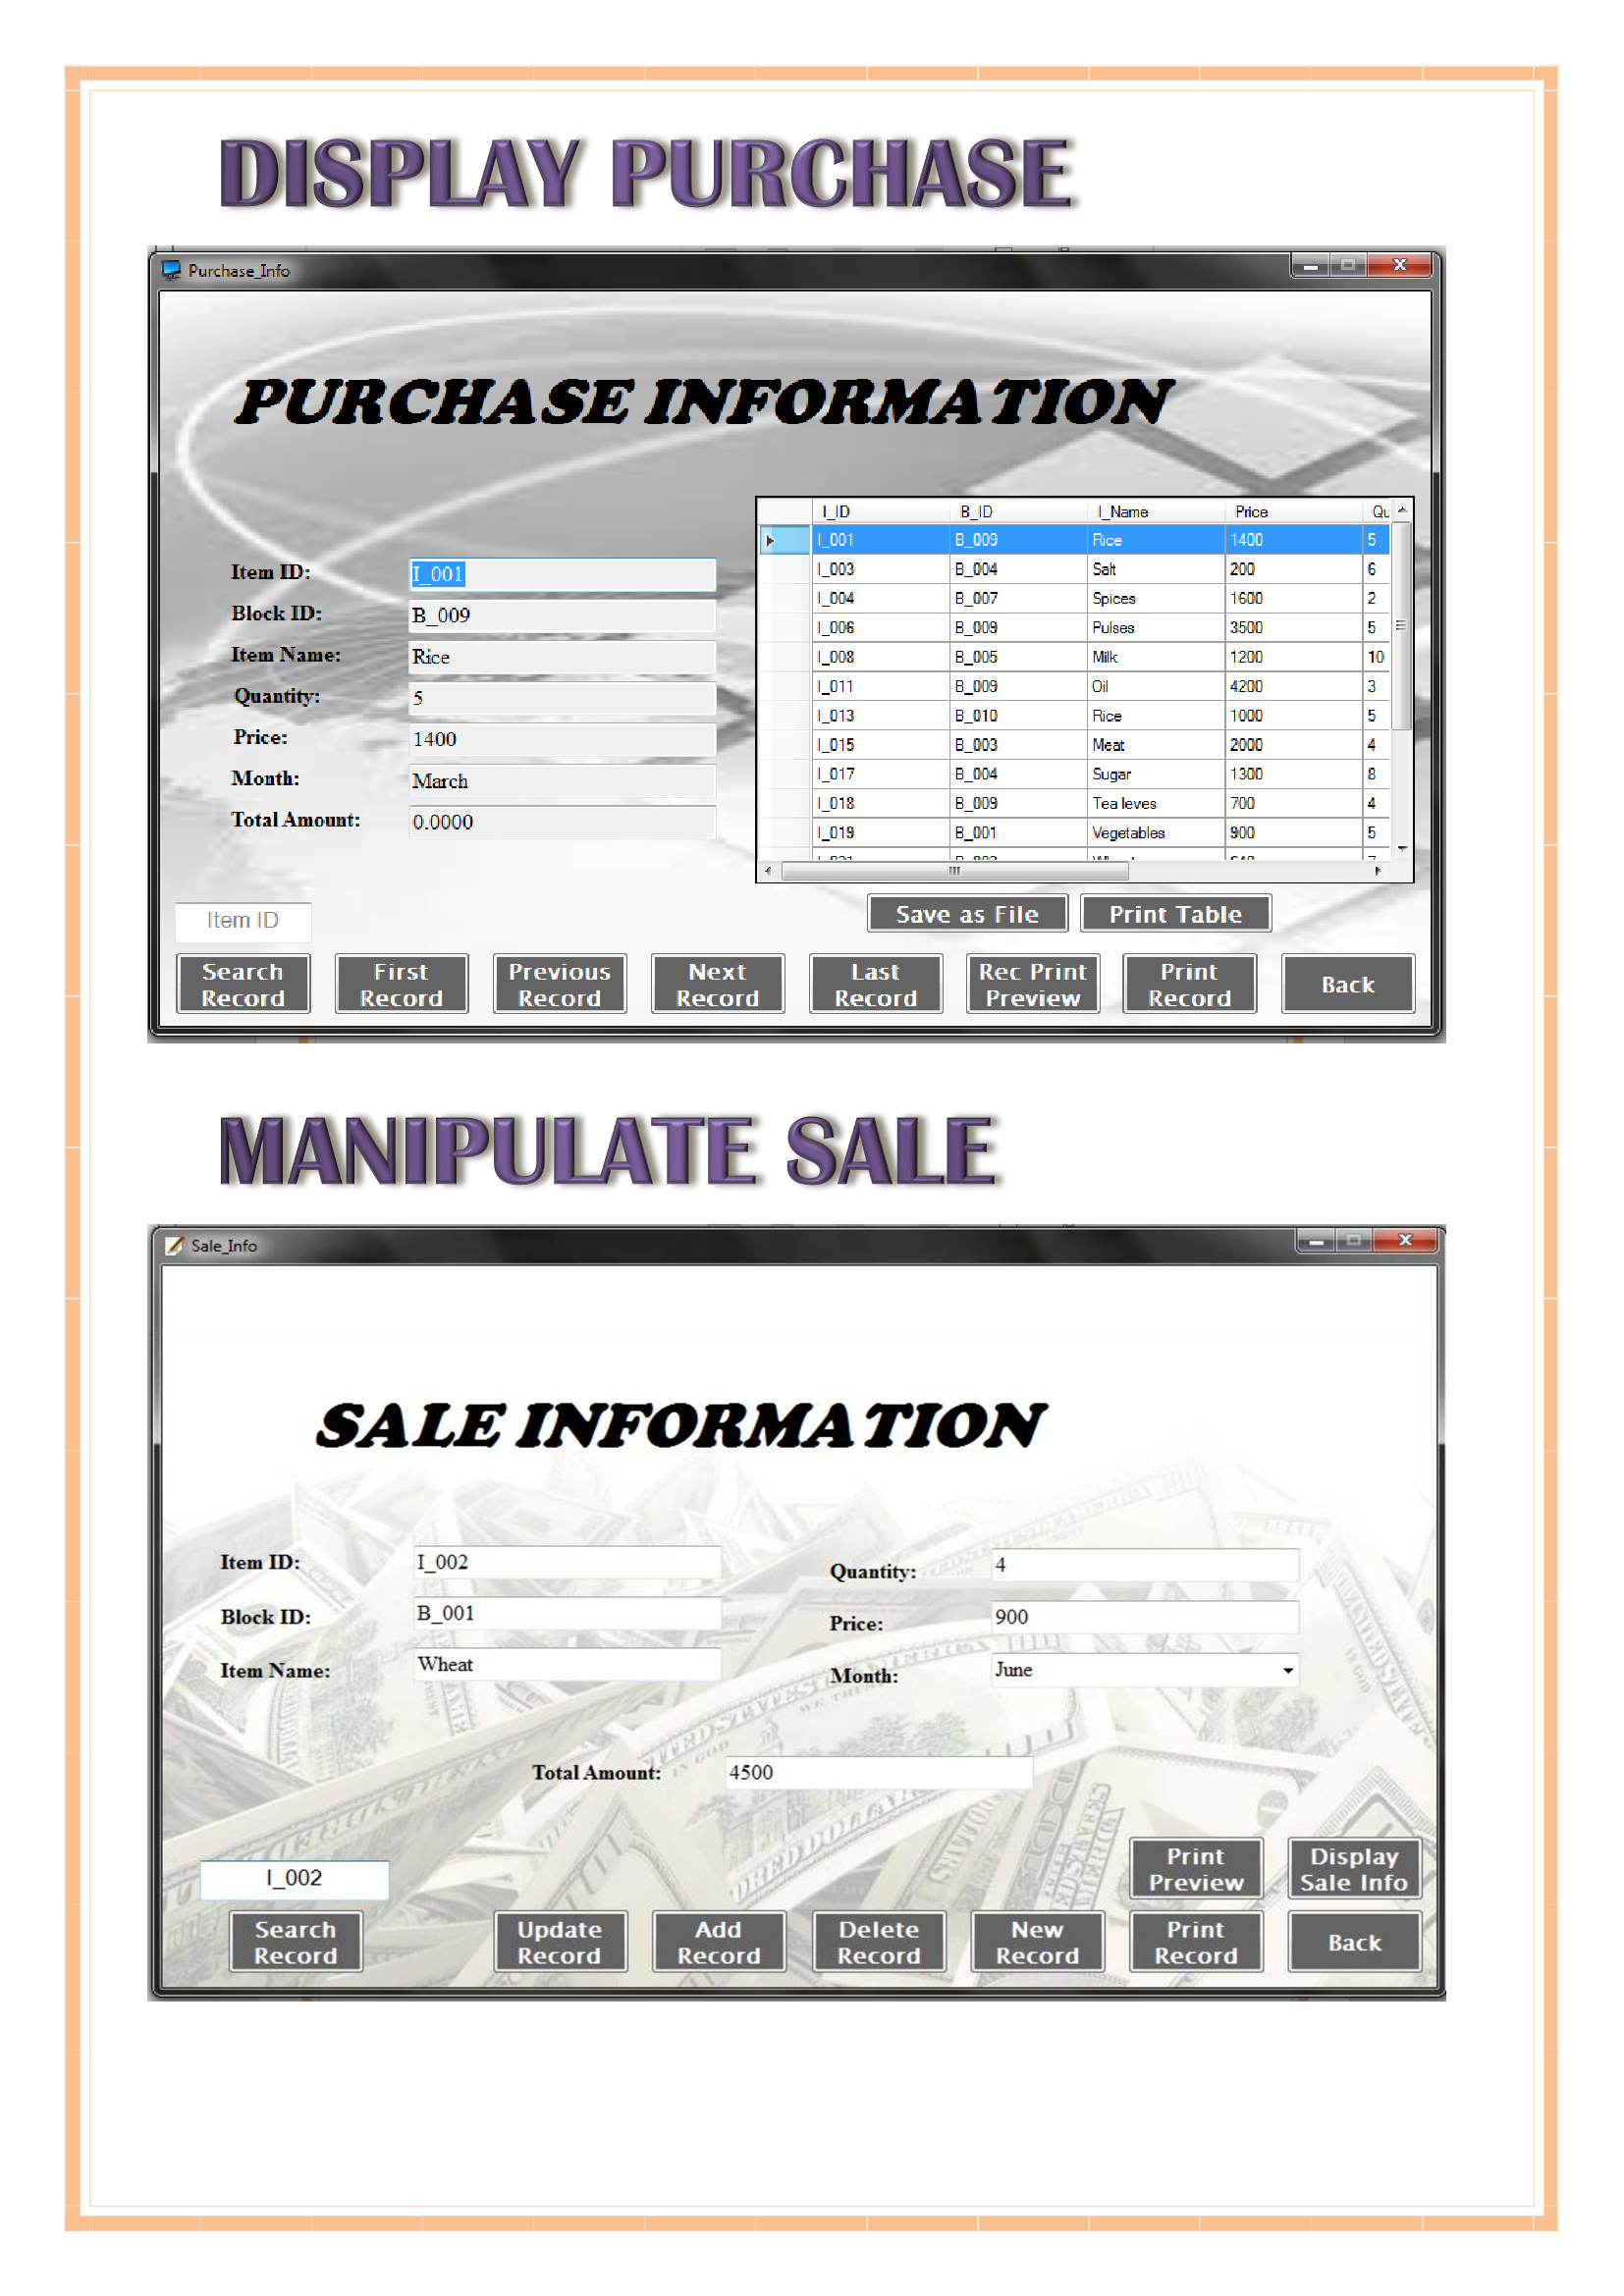 DISPLAY PURCHASE
Purchase_Info
PURCHASE INFORMATION
I_ID B_ID I_Name Price Qu
I_001 B_009 Rice 1400 5
I_003 B_004 Salt 200 6
I_004 B_007 Spices 1600 2
I_006 B_009 Pulses 3500 5
I_008 B_005 Milk 1200 10
I_011 B_009 Oil 4200 3
I_013 B_010 Rice 1000 5
I_015 B_003 Meat 2000 4
I_017 B_004 Sugar 1300 8
I_018 B_009 Tea leves 700 4
I_019 B_001 Vegetables 900 5
Item ID: I_001
Block ID: B_009
Item Name: Rice
Quantity: 5
Price: 1400
Month: March
Total Amount: 0.0000
Save as File Print Table
Item ID
Search Record
First Record
Previous Record
Next Record
Last Record
Rec Print Preview
Print Record
Back
MANIPULATE SALE
Sale_Info
SALE INFORMATION
Item ID: I_002
Block ID: B_001
Item Name: Wheat
Quantity: 4
Price: 900
Month: June
Total Amount: 4500
Print Preview
Display Sale Info
I_002
Search Record
Update Record
Add Record
Delete Record
New Record
Print Record
Back